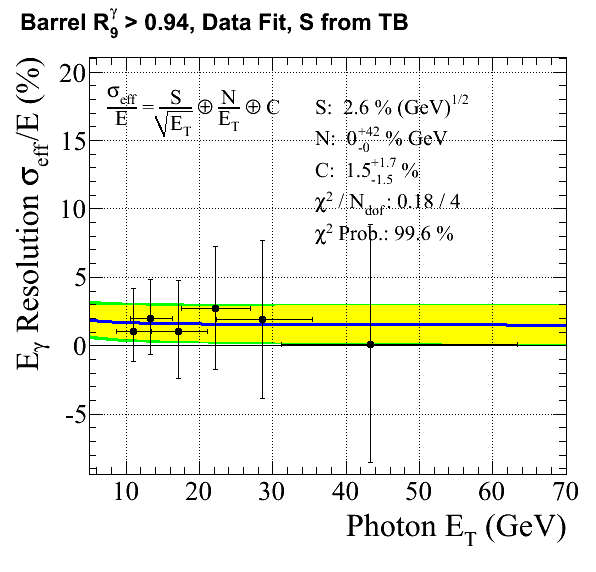 Barrel R₉^γ > 0.94, Data Fit, S from TB
σ_eff/E = S/√E_T ⊕ N/E_T ⊕ C
S: 2.6 % (GeV)^1/2
N: 0^+42_-0 % GeV
C: 1.5^+1.7_-1.5 %
χ² / N_dof: 0.18 / 4
χ² Prob.: 99.6 %
E_γ Resolution σ_eff/E (%)
20
15
10
5
0
-5
10 20 30 40 50 60 70
Photon E_T (GeV)